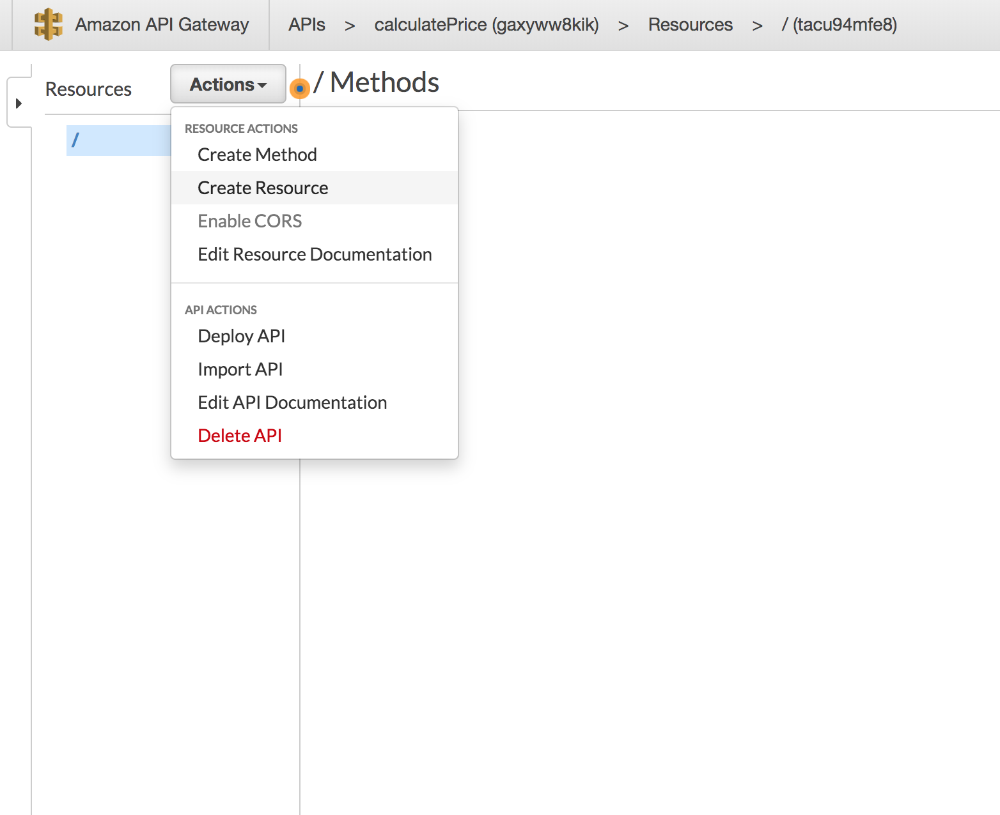 Amazon API Gateway APIs > calculatePrice (gaxyww8kik) > Resources > / (tacu94mfe8)
Resources Actions / Methods
/
RESOURCE ACTIONS
Create Method
Create Resource
Enable CORS
Edit Resource Documentation
API ACTIONS
Deploy API
Import API
Edit API Documentation
Delete API